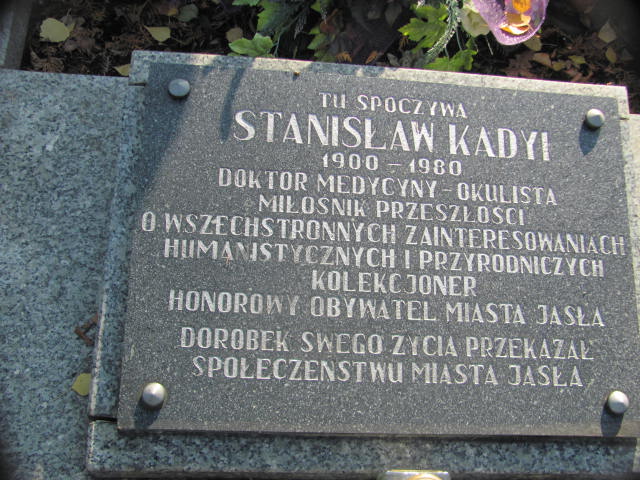 TU SPOCZYWA
STANISŁAW KADYI
1900 - 1980
DOKTOR MEDYCYNY - OKULISTA
MIŁOŚNIK PRZESZŁOŚCI
O WSZECHSTRONNYCH ZAINTERESOWANIACH
HUMANISTYCZNYCH I PRZYRODNICZYCH
KOLEKCJONER
HONOROWY OBYWATEL MIASTA JASŁA
DOROBEK SWEGO ŻYCIA PRZEKAZAŁ
SPOŁECZEŃSTWU MIASTA JASŁA